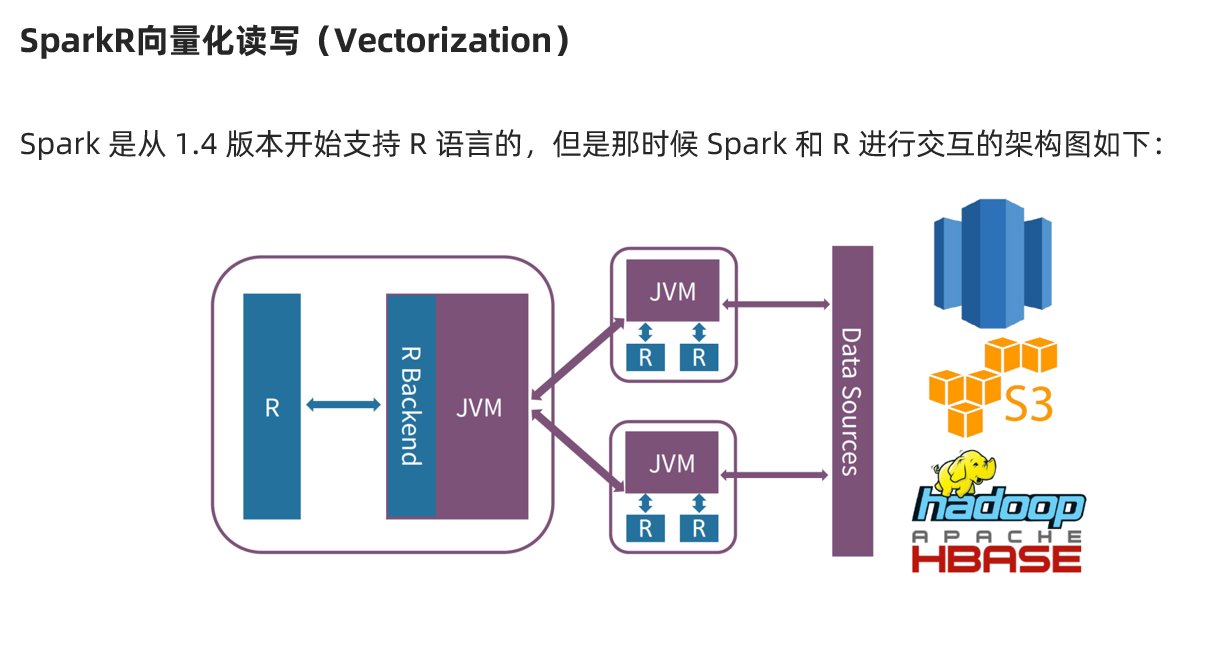 SparkR向量化读写（Vectorization）
Spark 是从 1.4 版本开始支持 R 语言的，但是那时候 Spark 和 R 进行交互的架构图如下：
R
R Backend
JVM
JVM
R
R
JVM
R
R
Data Sources
S3
hadoop
APACHE
HBASE